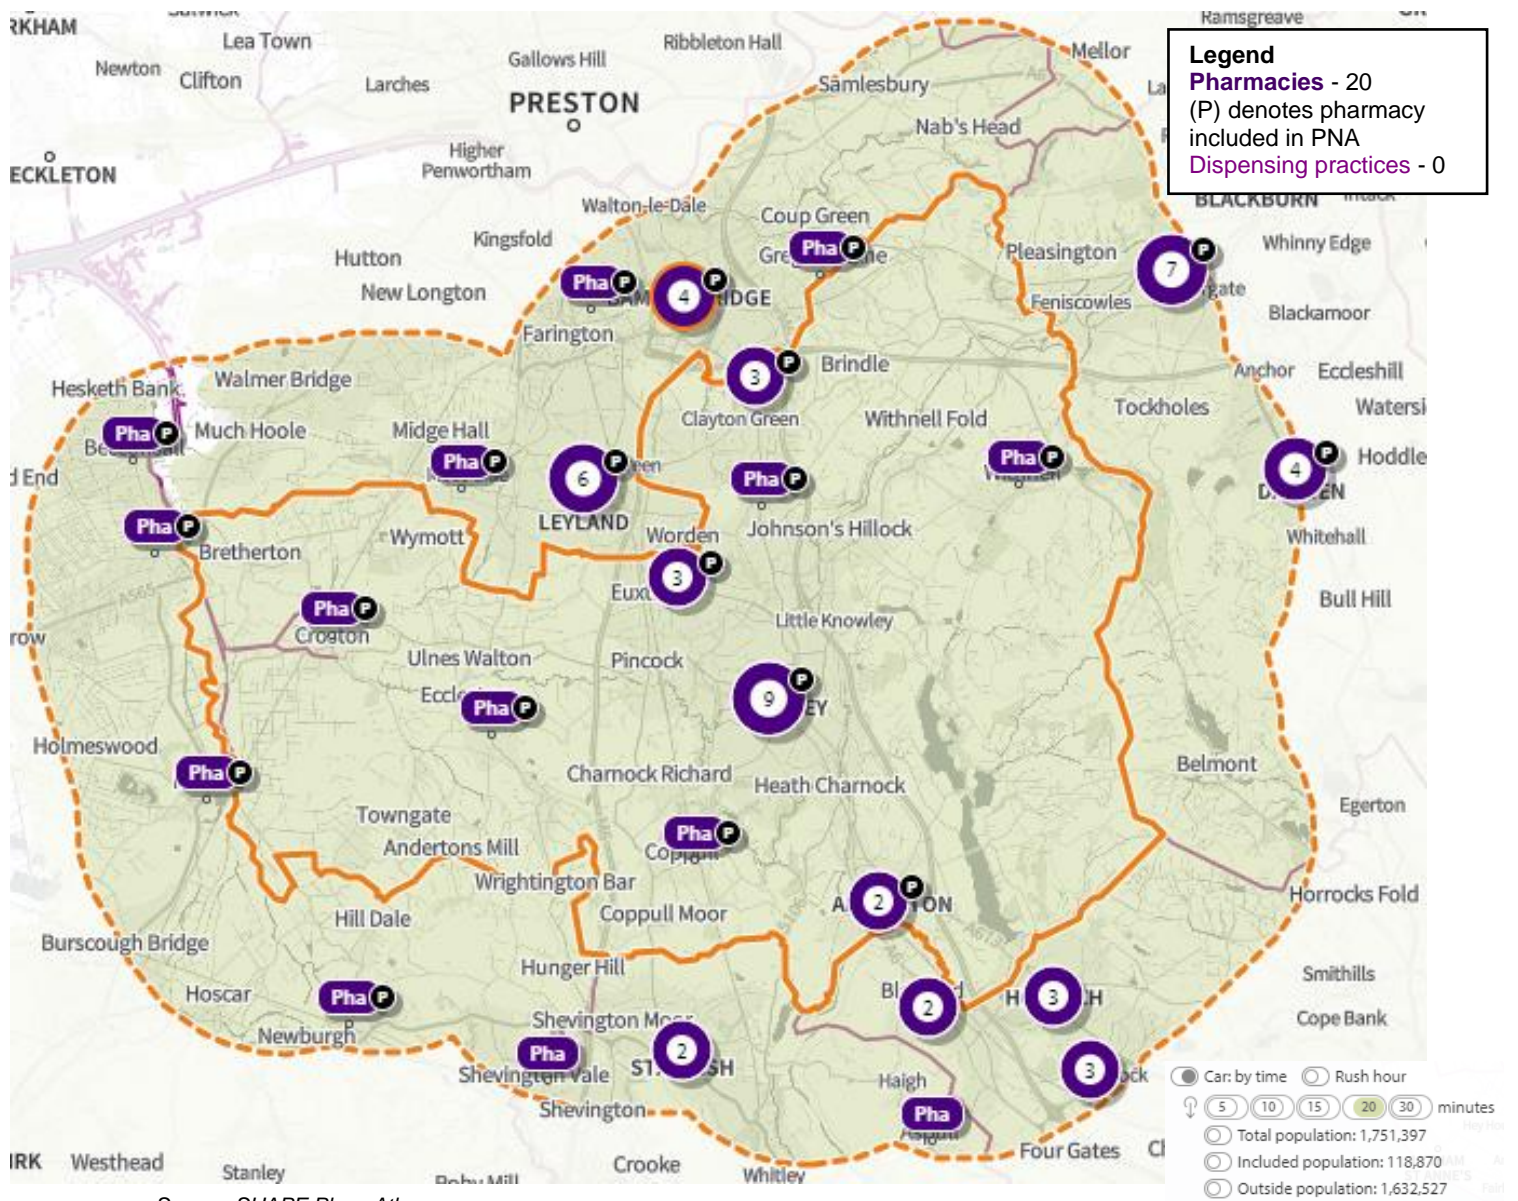 Ramsgreave
Lea Town
Gallows Hill
Ribbleton Hall
Mellor
Newton
Clifton
Larches
Samlesbury
PRESTON
Nab's Head
Higher
Penwortham
Legend
Pharmacies - 20
(P) denotes pharmacy
included in PNA
Dispensing practices - 0
BLACKBURN
Walton-le-Dale
Coup Green
Kingsfold
Hutton
New Longton
Pha P
Pleasington
Whinny Edge
7 P
Pha P
4 P
Feniscowles
Blackamoor
Farington
3 P
Brindle
Anchor
Eccleshill
Hesketh Bank
Walmer Bridge
Clayton Green
Withnell Fold
Tockholes
Pha P
Much Hoole
Midge Hall
Pha P
6 P
Pha P
Pha P
4 P
LEYLAND
Johnson's Hillock
Pha P
Bretherton
Wymott
Worden
Whitehall
A565
3 P
Bull Hill
Pha P
Croston
Little Knowley
Ulnes Walton
Pincock
Pha P
9 P
Holmeswood
Pha P
Charnock Richard
Heath Charnock
Belmont
Egerton
Towngate
Andertons Mill
Pha P
Wrightington Bar
2 P
Horrocks Fold
Hill Dale
Coppull Moor
Burscough Bridge
Hunger Hill
Smithills
Hoscar
Pha P
2
3
Cope Bank
Newburgh
Shevington Moor
Pha
2
3
Shevington Vale
Haigh
Shevington
Pha
Four Gates
Westhead
Stanley
Crooke
Whitley
Car: by time Rush hour
5 10 15 20 30 minutes
Total population: 1,751,397
Included population: 118,870
Outside population: 1,632,527